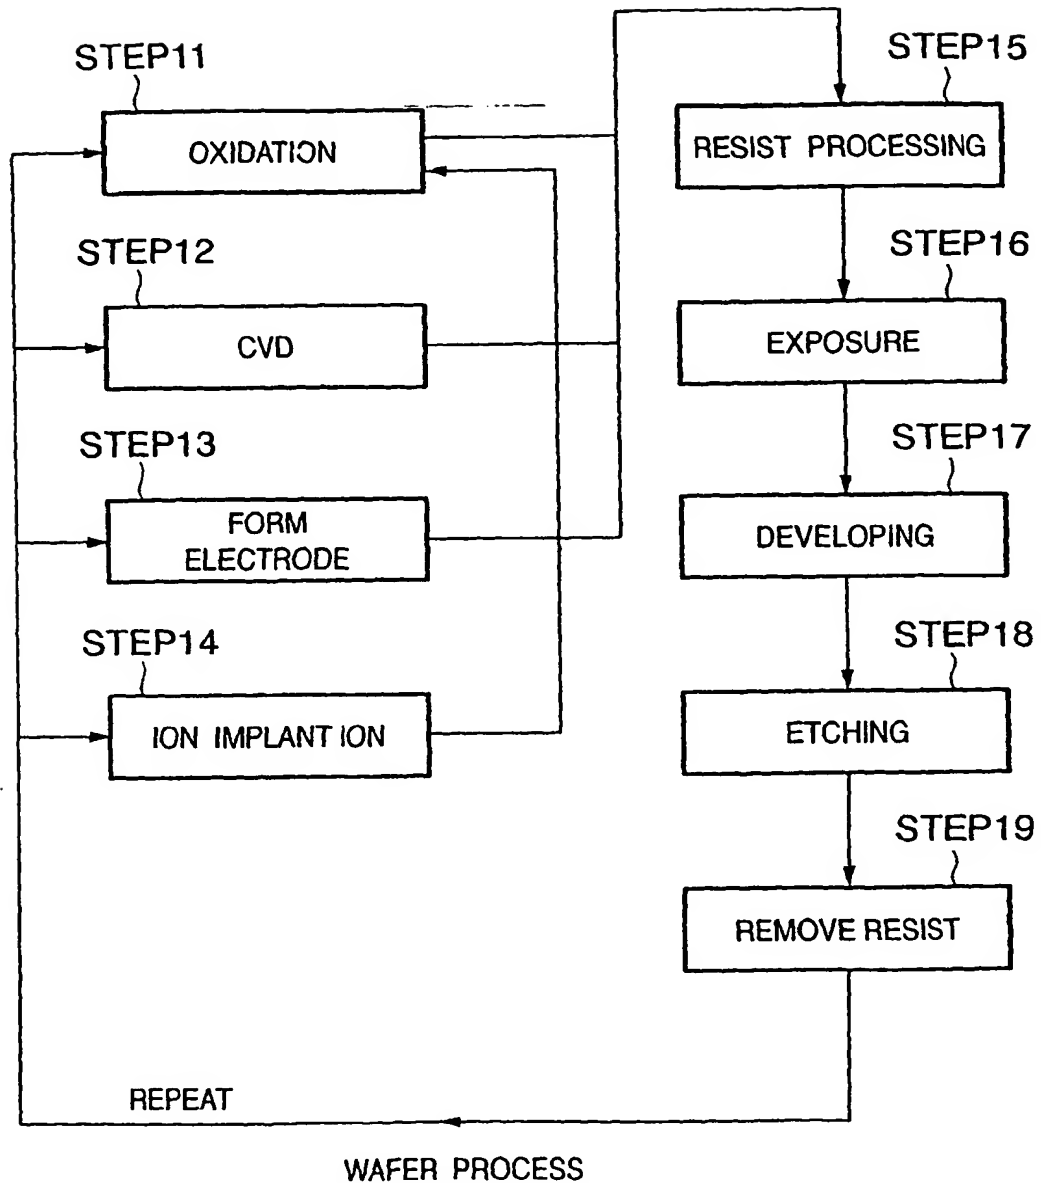 STEP11
OXIDATION
STEP12
CVD
STEP13
FORM
ELECTRODE
STEP14
ION IMPLANT ION
STEP15
RESIST PROCESSING
STEP16
EXPOSURE
STEP17
DEVELOPING
STEP18
ETCHING
STEP19
REMOVE RESIST
REPEAT
WAFER PROCESS